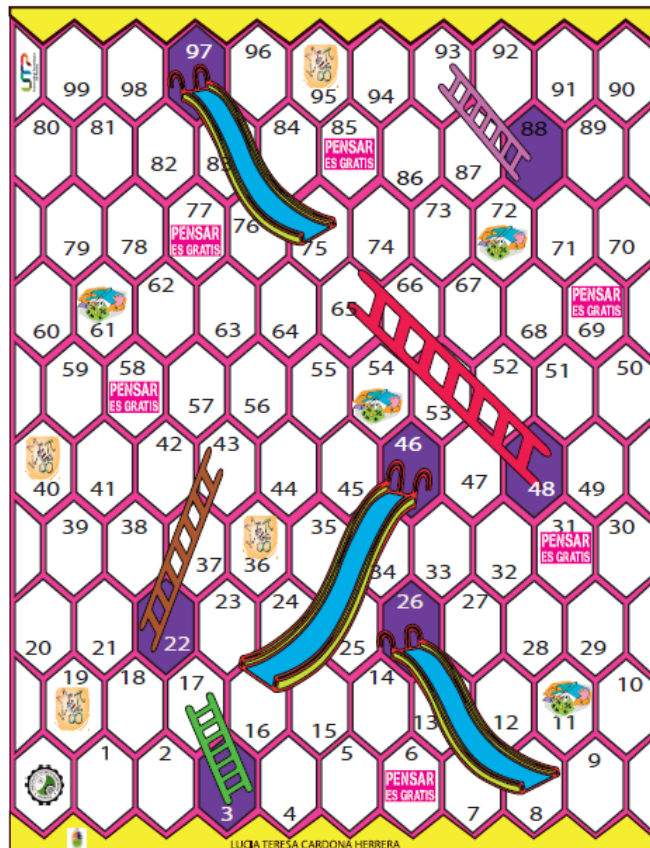 UTP
99 98 97 96 95 94 93 92 91 90
80 81 82 83 84 85 86 87 88 89
PENSAR
ES GRATIS
79 78 77 76 75 74 73 72 71 70
PENSAR
ES GRATIS
60 61 62 63 64 65 66 67 68 69
PENSAR
ES GRATIS
59 58 57 56 55 54 53 52 51 50
PENSAR
ES GRATIS
40 41 42 43 44 45 46 47 48 49
39 38 37 36 35 34 33 32 31 30
PENSAR
ES GRATIS
20 21 22 23 24 25 26 27 28 29
19 18 17 16 15 14 13 12 11 10
1 2 3 4 5 6 7 8 9
PENSAR
ES GRATIS
LUCIA TERESA CARDONA HERRERA